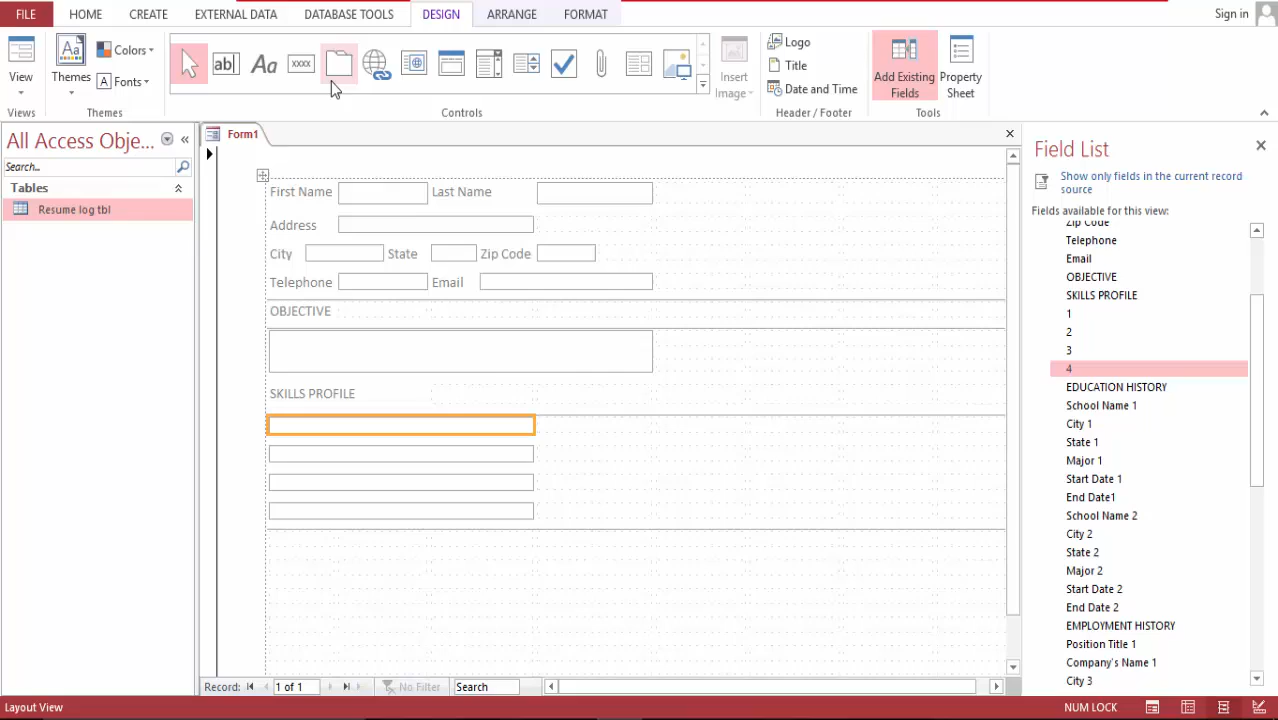 FILE HOME CREATE EXTERNAL DATA DATABASE TOOLS DESIGN ARRANGE FORMAT Sign in
View
Views
Themes
Colors
Fonts
Themes
ab|
Aa
xxxx
Controls
Insert
Image
Logo
Title
Date and Time
Header / Footer
Add Existing
Fields
Property
Sheet
Tools
All Access Obje...
Search...
Tables
Resume log tbl
Form1
First Name Last Name
Address
City State Zip Code
Telephone Email
OBJECTIVE
SKILLS PROFILE
Record: 1 of 1 No Filter Search
Field List
Show only fields in the current record
source
Fields available for this view:
Zip Code
Telephone
Email
OBJECTIVE
SKILLS PROFILE
1
2
3
4
EDUCATION HISTORY
School Name 1
City 1
State 1
Major 1
Start Date 1
End Date1
School Name 2
City 2
State 2
Major 2
Start Date 2
End Date 2
EMPLOYMENT HISTORY
Position Title 1
Company's Name 1
City 3
Layout View NUM LOCK